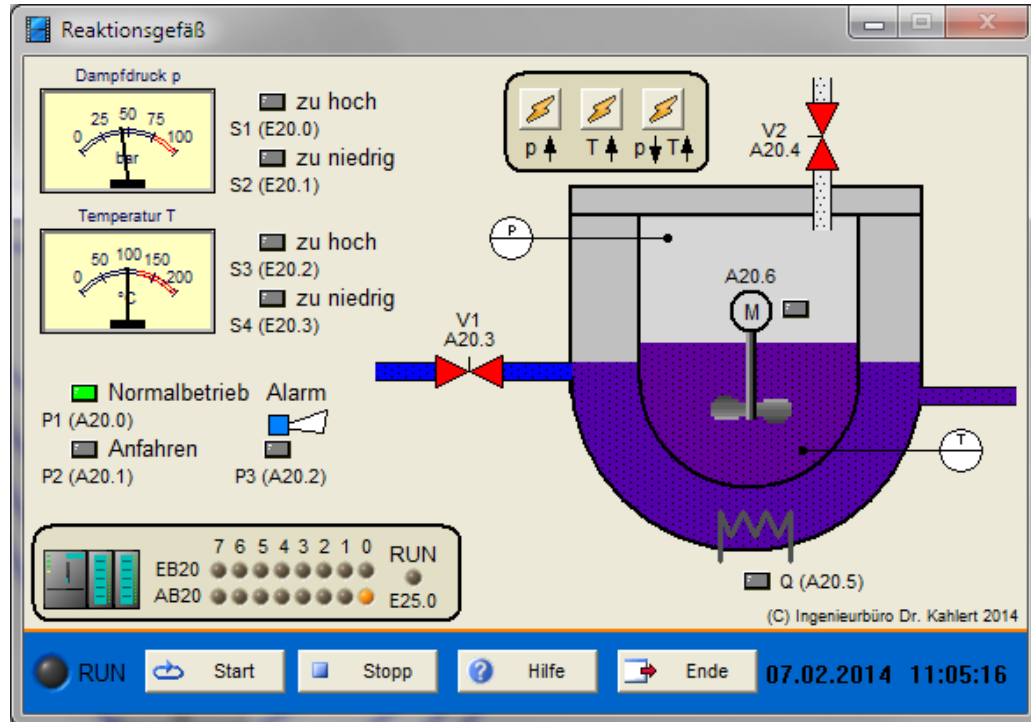 Reaktionsgefäß
Dampfdruck p
0 25 50 75 100
bar
zu hoch
S1 (E20.0)
zu niedrig
S2 (E20.1)
Temperatur T
0 50 100 150 200
°C
zu hoch
S3 (E20.2)
zu niedrig
S4 (E20.3)
p T p T
V2
A20.4
P
A20.6
M
V1
A20.3
T
Normalbetrieb Alarm
P1 (A20.0)
Anfahren
P2 (A20.1) P3 (A20.2)
7 6 5 4 3 2 1 0 RUN
EB20
AB20 E25.0
Q (A20.5)
(C) Ingenieurbüro Dr. Kahlert 2014
RUN Start Stopp Hilfe Ende 07.02.2014 11:05:16